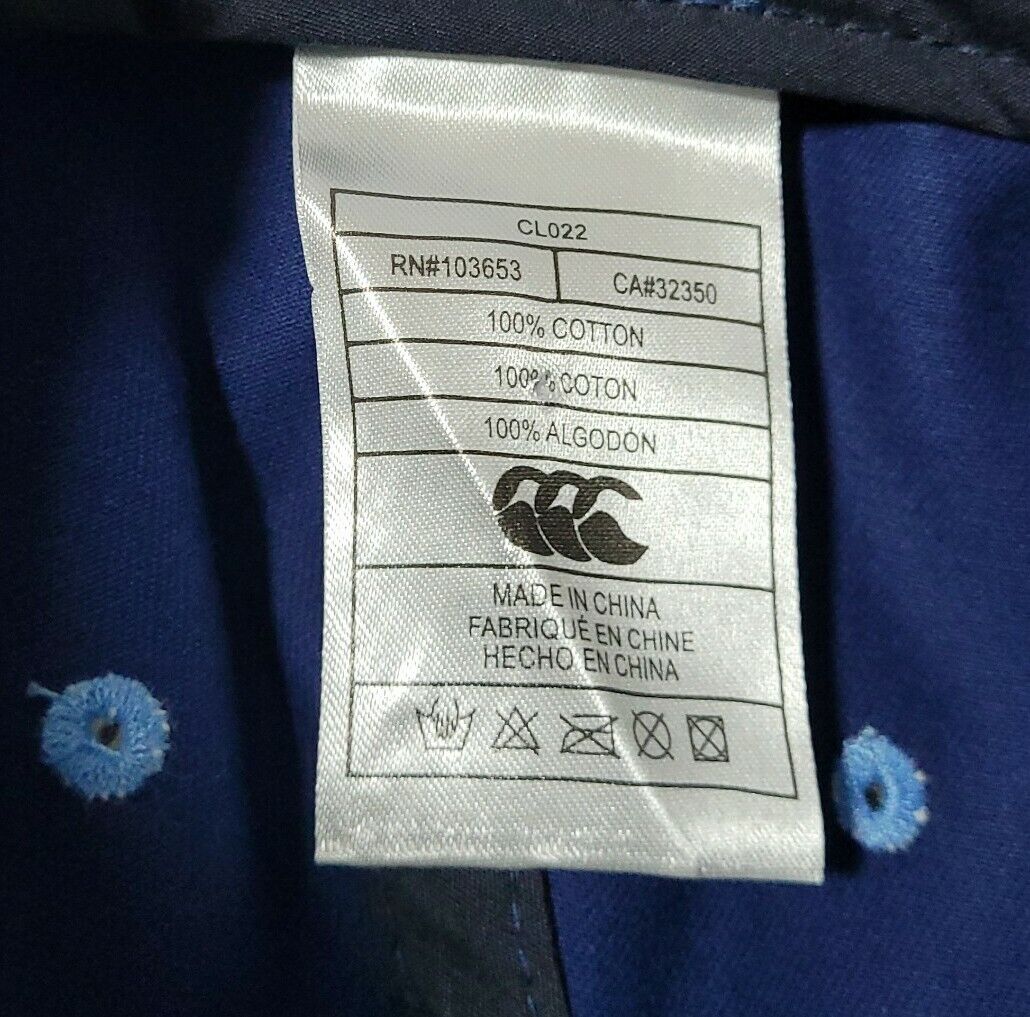 CL022
RN#103653 CA#32350
100% COTTON
100% COTON
100% ALGODÓN
MADE IN CHINA
FABRIQUÉ EN CHINE
HECHO EN CHINA